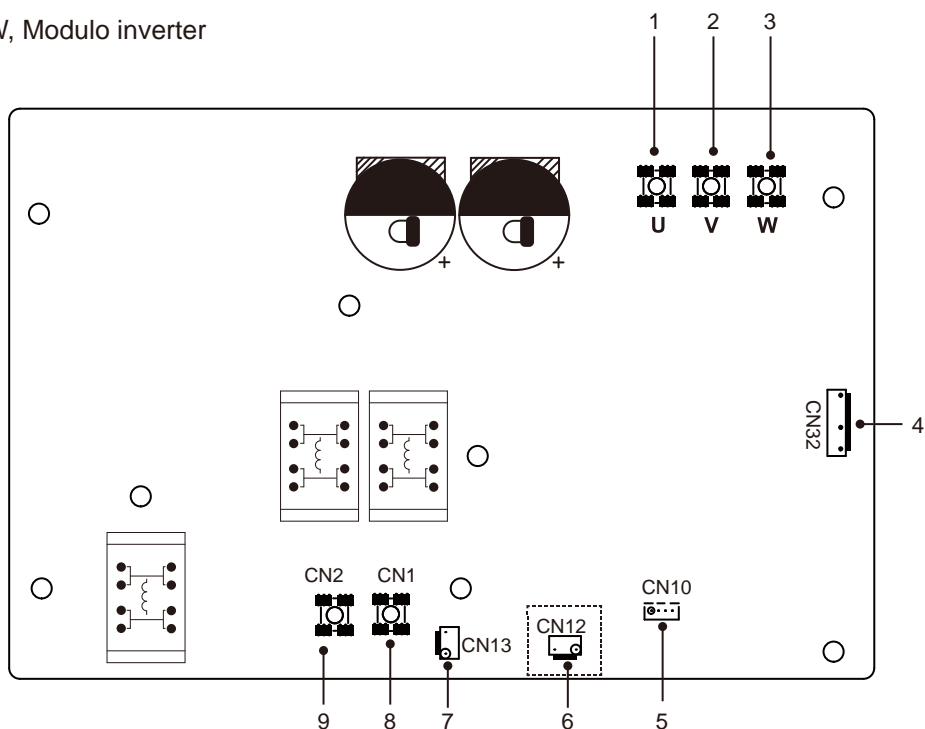 , Modulo inverter
1 2 3
U V W
CN32
4
CN2 CN1
CN10
CN12
CN13
9 8 7 6 5